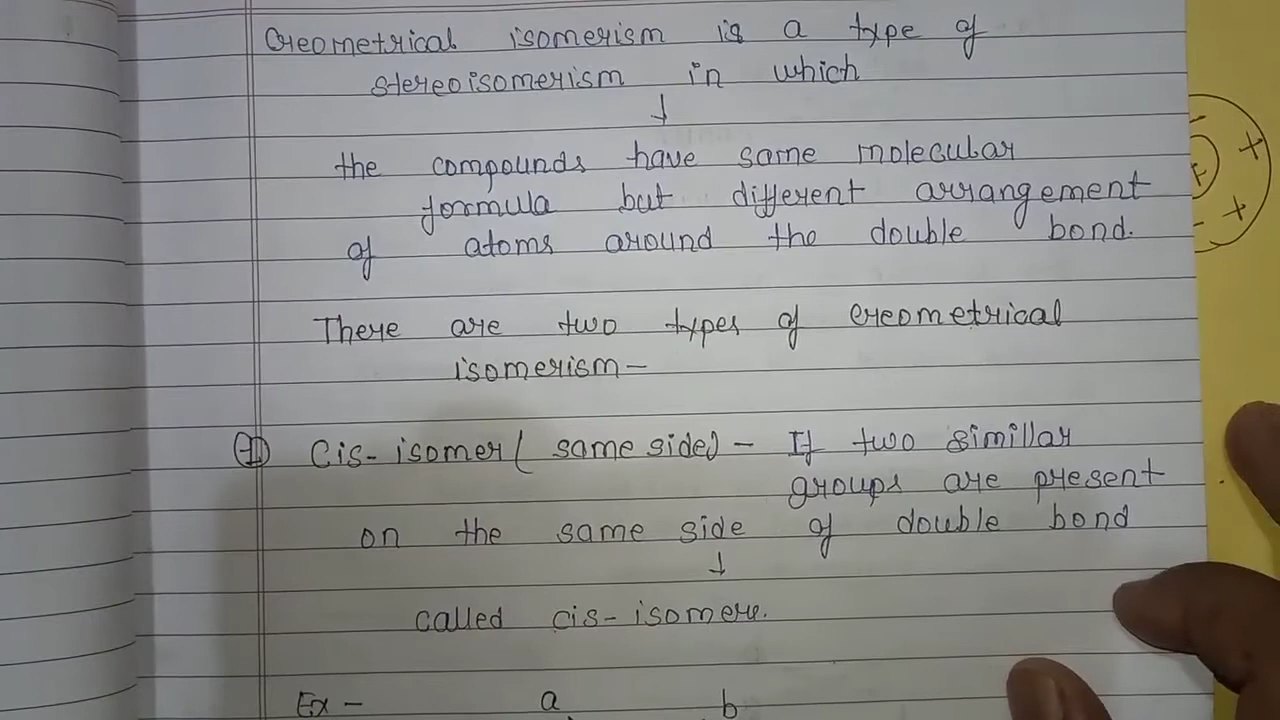 Geometrical isomerism is a type of
stereoisomerism in which
↓
the compounds have same molecular
formula but different arrangement
of atoms around the double bond.
There are two types of Geometrical
isomerism-
① Cis-isomer (same side) - If two simillar
groups are present
on the same side of double bond
↓
called cis-isomer.
Ex - a b